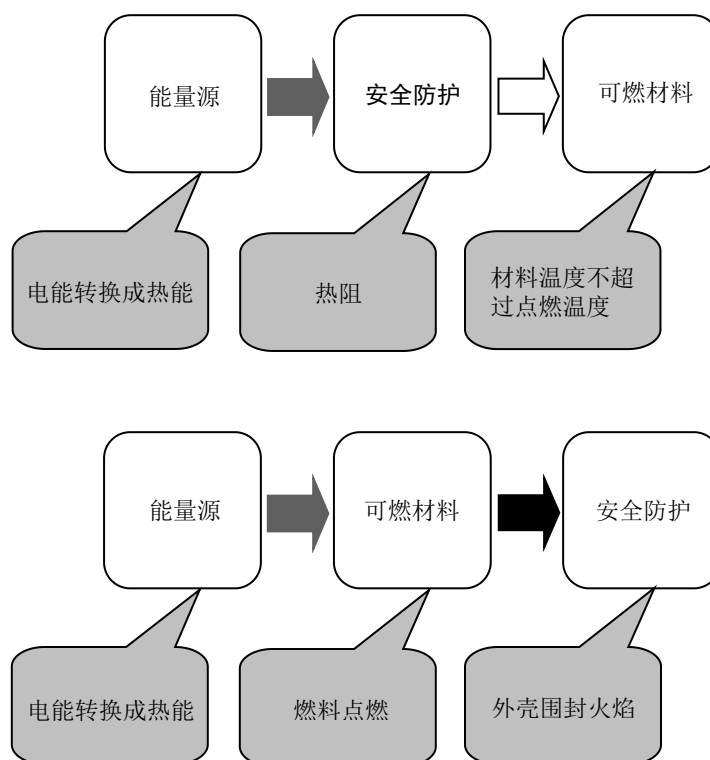 能量源
安全防护
可燃材料
电能转换成热能
热阻
材料温度不超
过点燃温度
能量源
可燃材料
安全防护
电能转换成热能
燃料点燃
外壳围封火焰